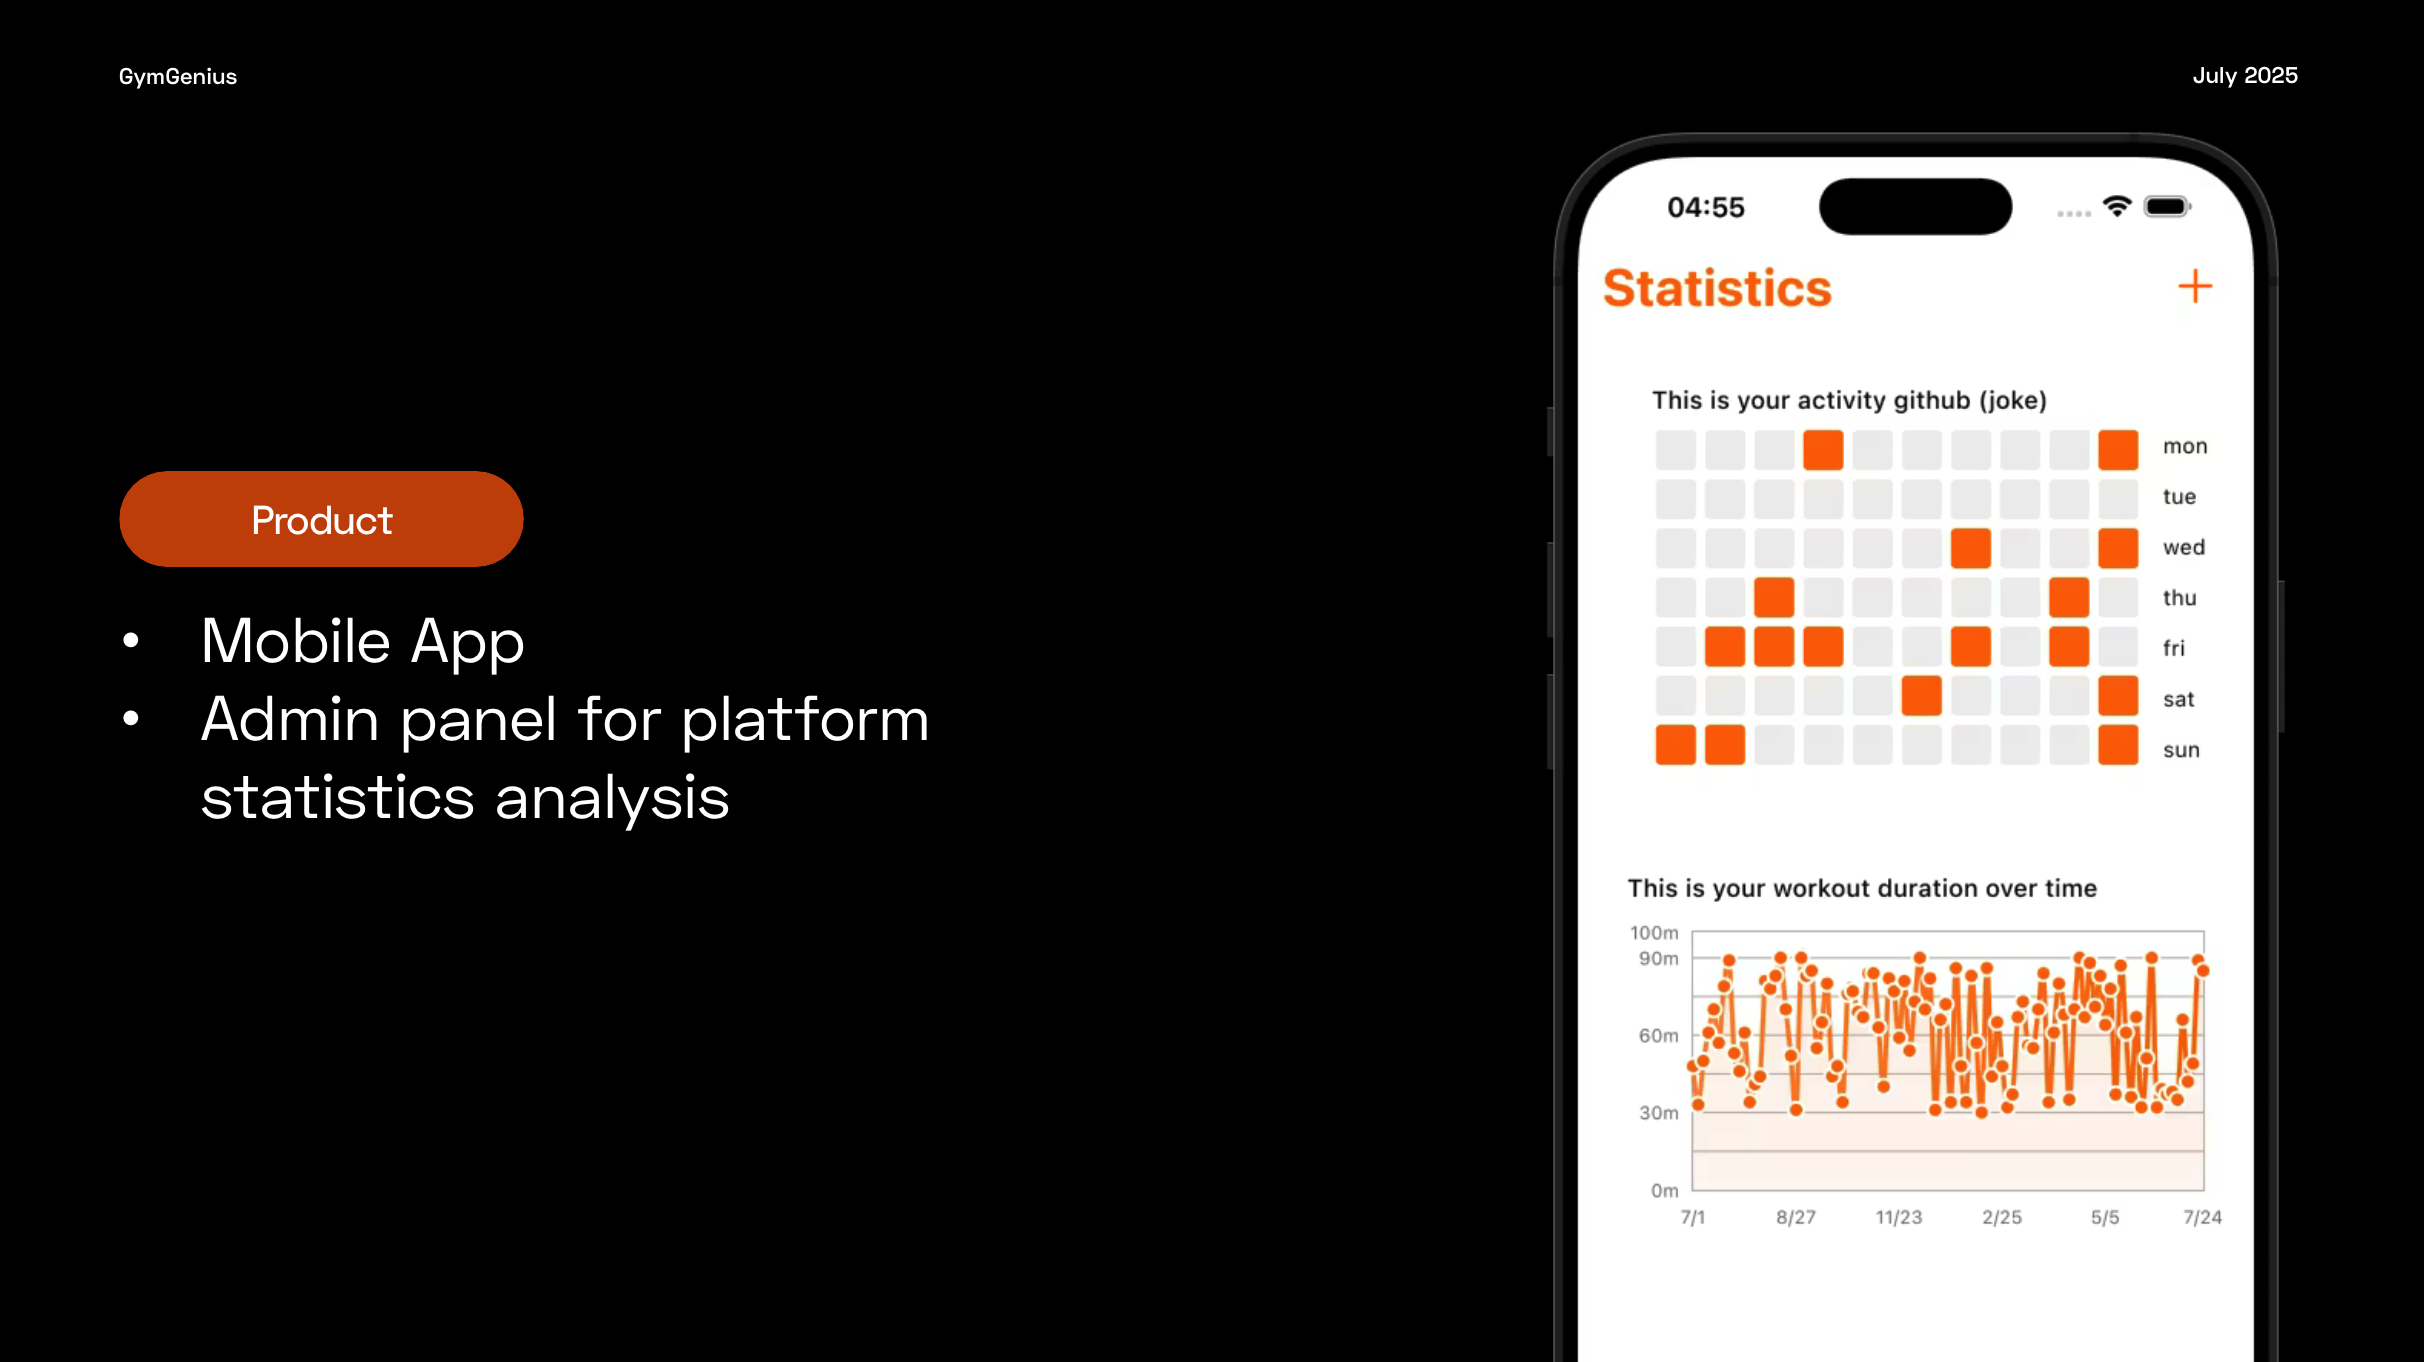 GymGenius
July 2025
Product
• Mobile App
• Admin panel for platform
statistics analysis
04:55
Statistics
+
This is your activity github (joke)
mon
tue
wed
thu
fri
sat
sun
This is your workout duration over time
100m
90m
60m
30m
0m
7/1 8/27 11/23 2/25 5/5 7/24